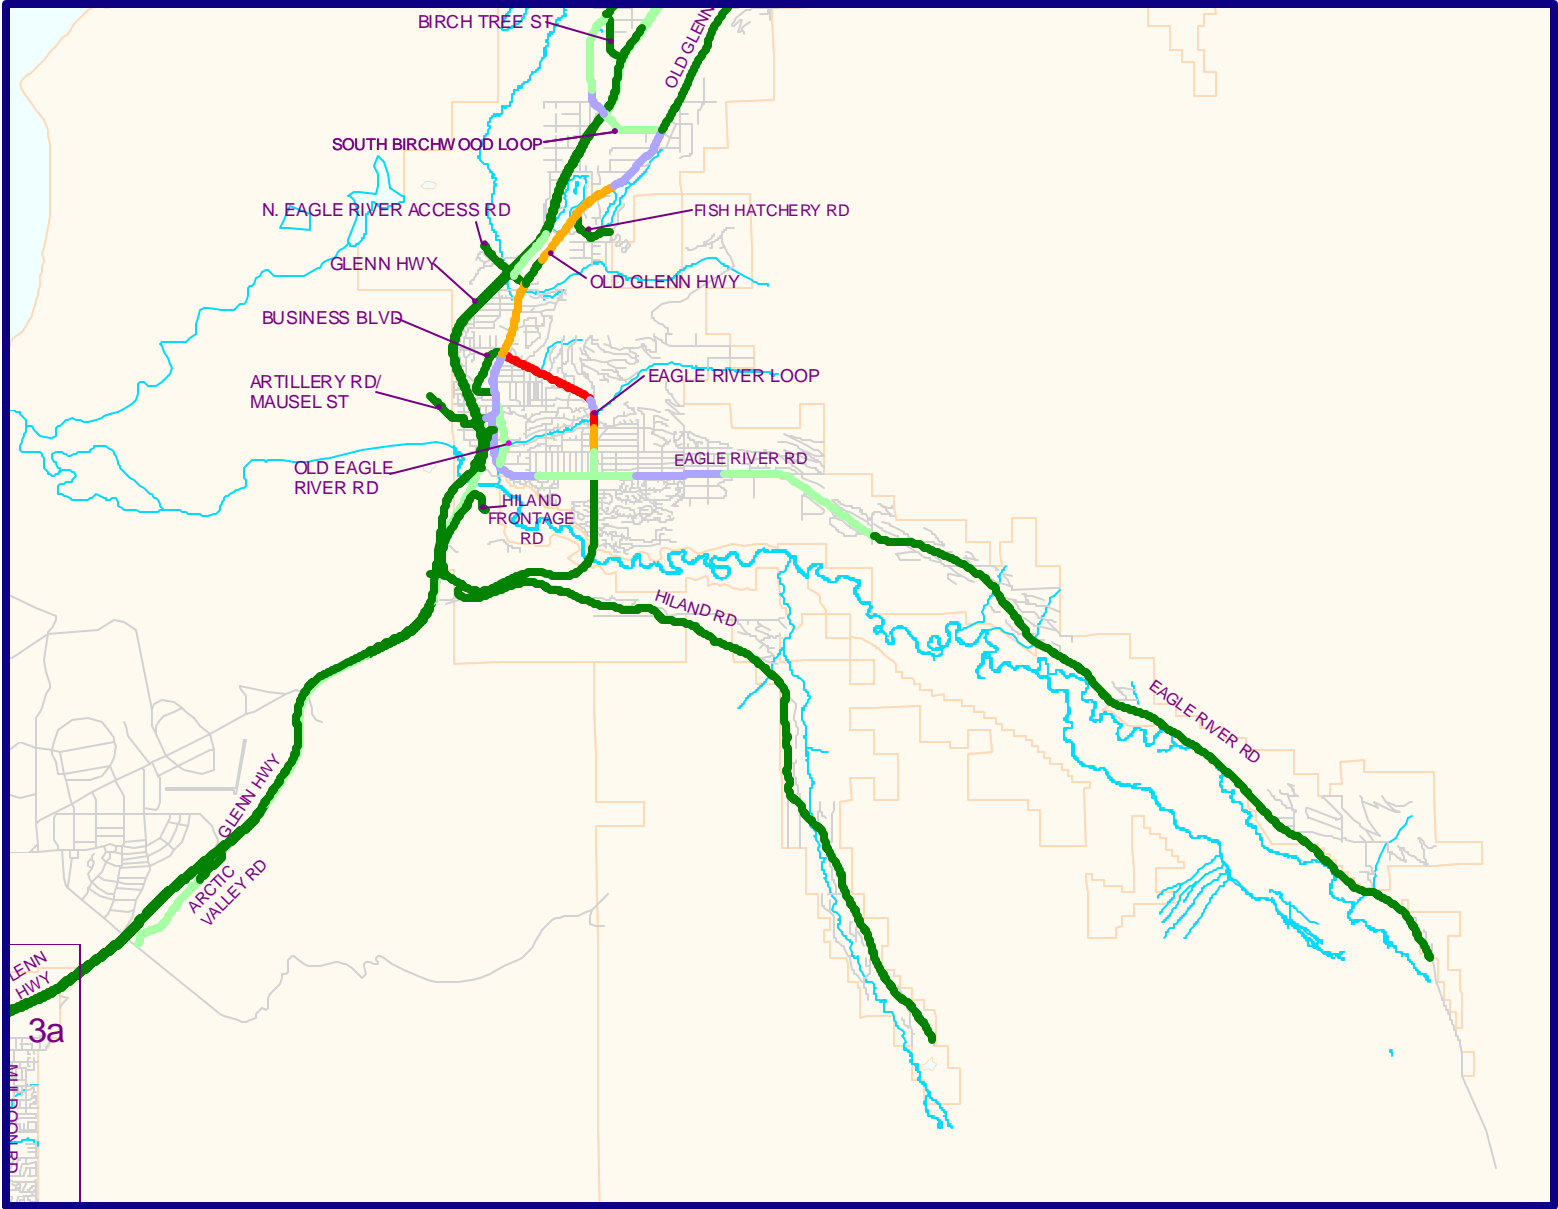 BIRCH TREE ST
OLD GLENN
SOUTH BIRCHWOOD LOOP
N. EAGLE RIVER ACCESS RD
FISH HATCHERY RD
GLENN HWY
OLD GLENN HWY
BUSINESS BLVD
ARTILLERY RD/
MAUSEL ST
EAGLE RIVER LOOP
OLD EAGLE
RIVER RD
EAGLE RIVER RD
HILAND
FRONTAGE
RD
HILAND RD
EAGLE RIVER RD
GLENN HWY
ARCTIC
VALLEY RD
LENN
HWY
3a
MULDOON RD